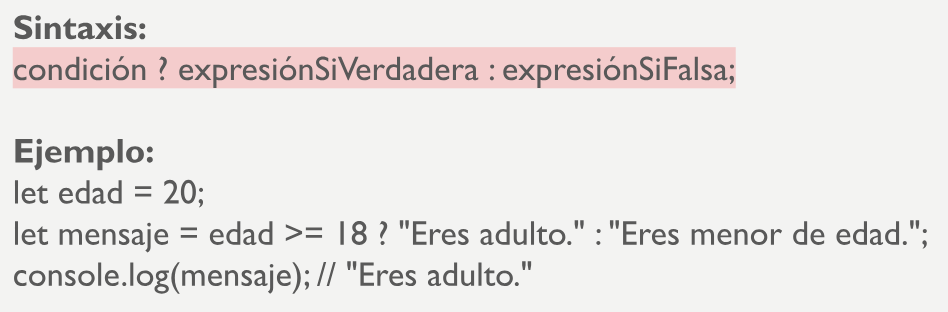 Sintaxis:
condición ? expresiónSiVerdadera : expresiónSiFalsa;
Ejemplo:
let edad = 20;
let mensaje = edad >= 18 ? "Eres adulto." : "Eres menor de edad.";
console.log(mensaje); // "Eres adulto."